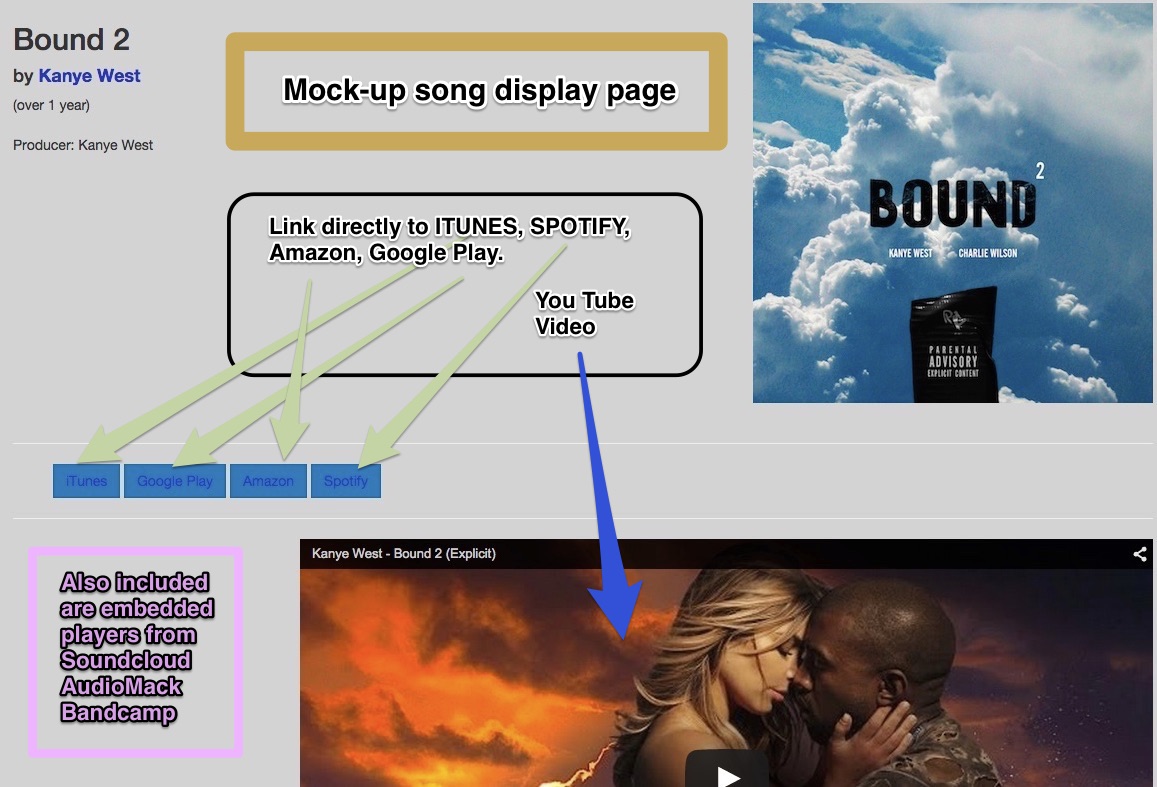 Bound 2
by Kanye West
(over 1 year)
Producer: Kanye West
Mock-up song display page
Link directly to ITUNES, SPOTIFY,
Amazon, Google Play.
You Tube
Video
BOUND 2
KANYE WEST CHARLIE WILSON
PARENTAL
ADVISORY
EXPLICIT CONTENT
iTunes Google Play Amazon Spotify
Also included
are embedded
players from
Soundcloud
AudioMack
Bandcamp
Kanye West - Bound 2 (Explicit)